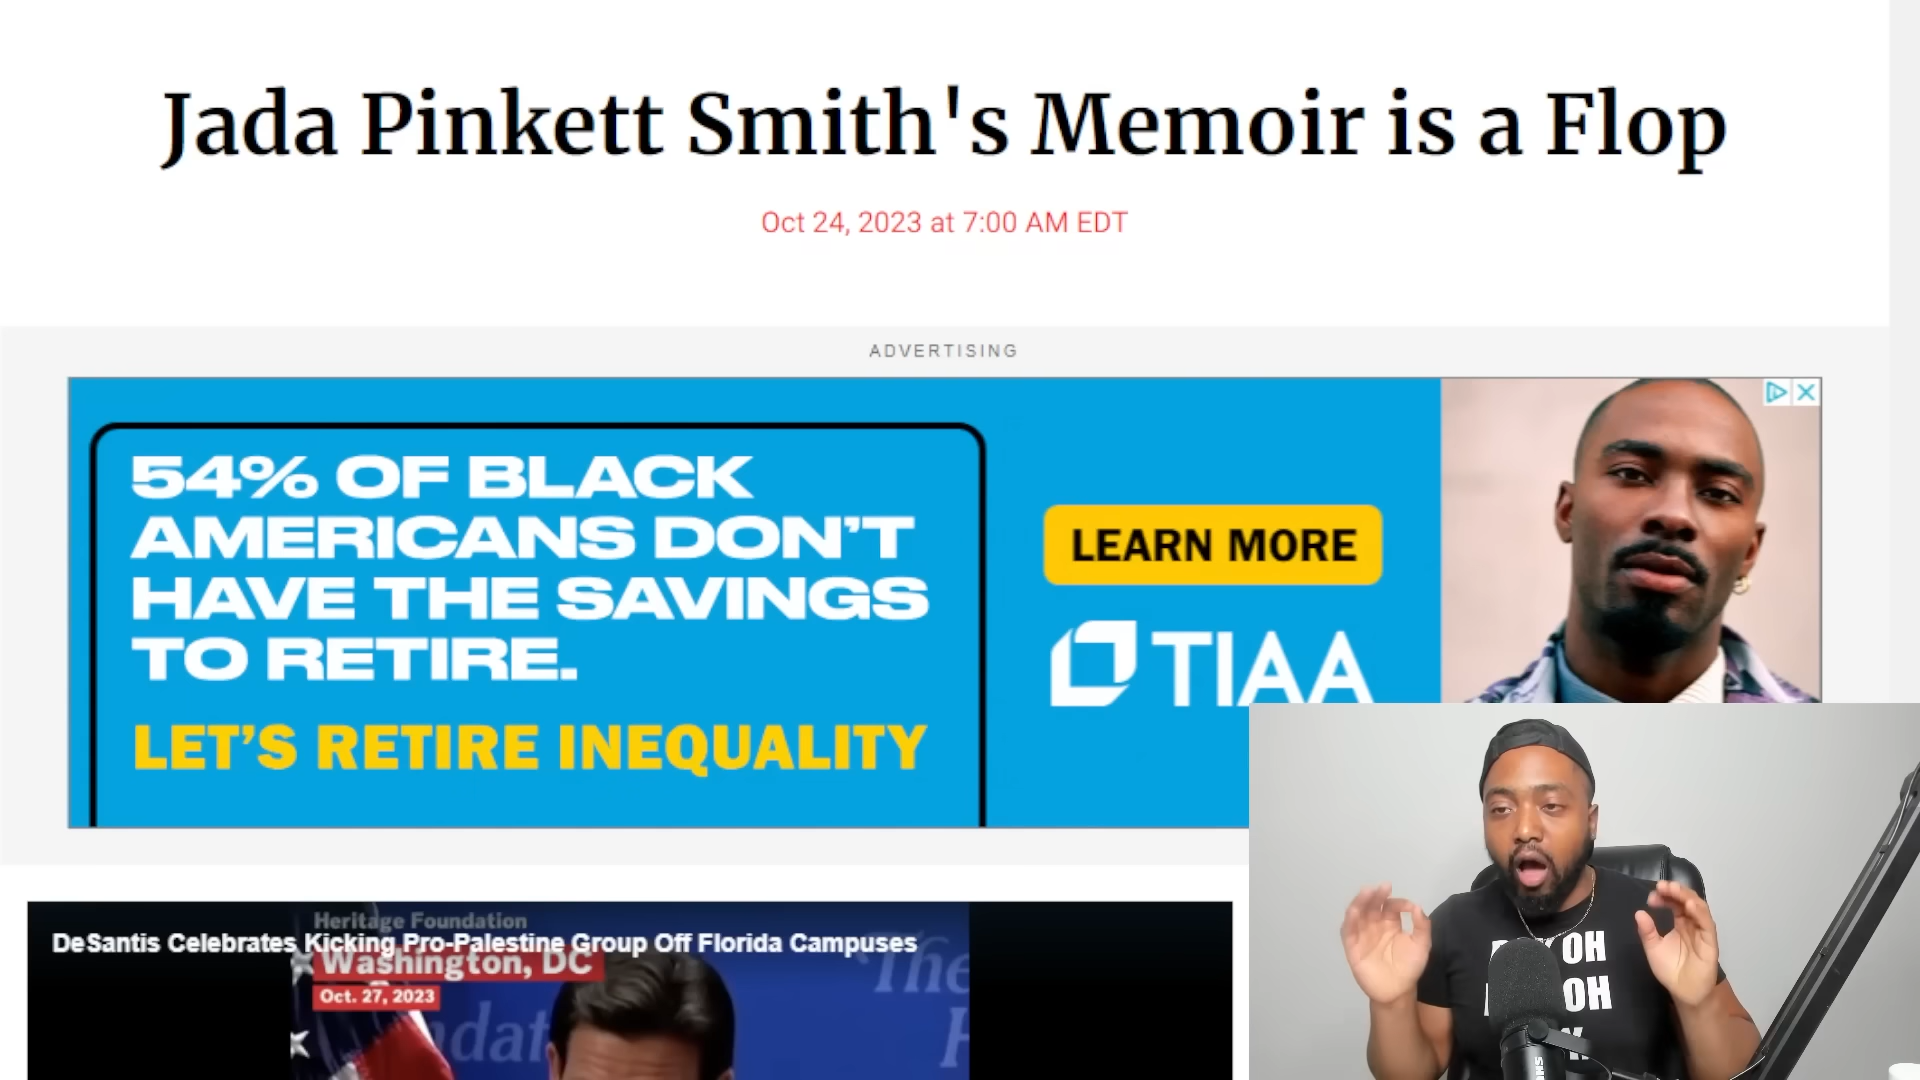 Jada Pinkett Smith's Memoir is a Flop
Oct 24, 2023 at 7:00 AM EDT
ADVERTISING
54% OF BLACK
AMERICANS DON'T
HAVE THE SAVINGS
TO RETIRE.
LET'S RETIRE INEQUALITY
LEARN MORE
TIAA
Heritage Foundation
DeSantis Celebrates Kicking Pro-Palestine Group Off Florida Campuses
Washington, DC
Oct. 27, 2023
The
OH
OH